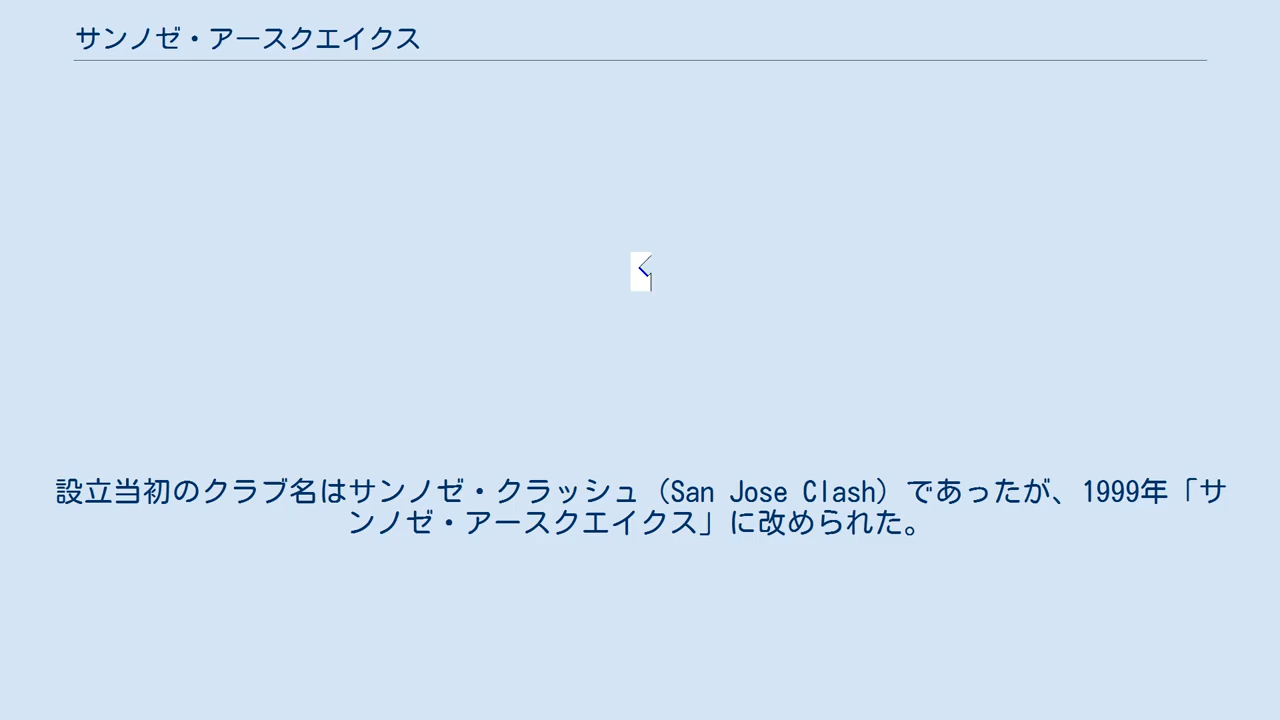 サンノゼ・アースクエイクス
設立当初のクラブ名はサンノゼ・クラッシュ（San Jose Clash）であったが、1999年「サ
ンノゼ・アースクエイクス」に改められた。